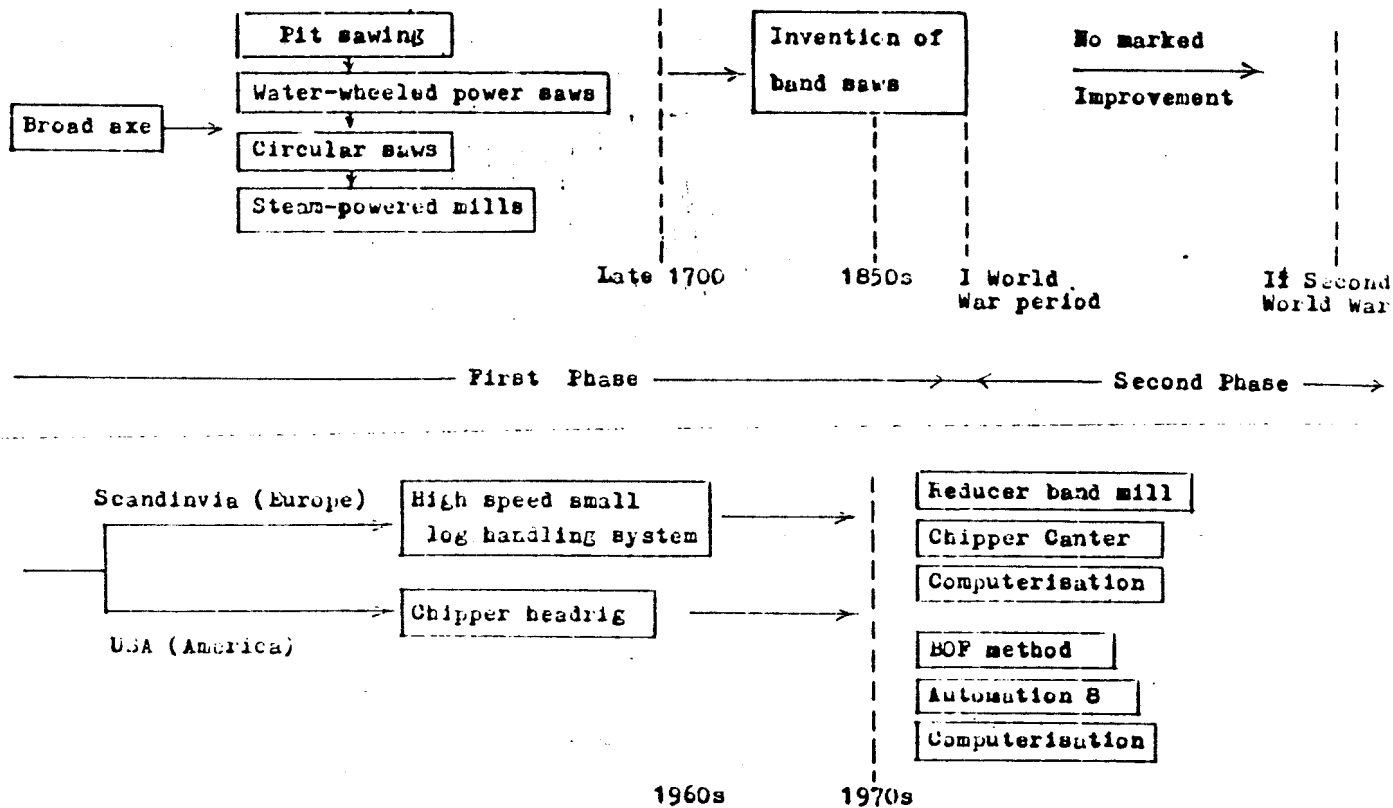 Pit sawing
Water-wheeled power saws
Broad axe
Circular saws
Steam-powered mills
Invention of
band saws
No marked
Improvement
Late 1700
1850s
I World
War period
II Second
World War
First Phase
Second Phase
Scandinvia (Europe)
High speed small
log handling system
Reducer band mill
Chipper Canter
Computerisation
Chipper headrig
USA (America)
BOF method
Automation 8
Computerisation
1960s
1970s